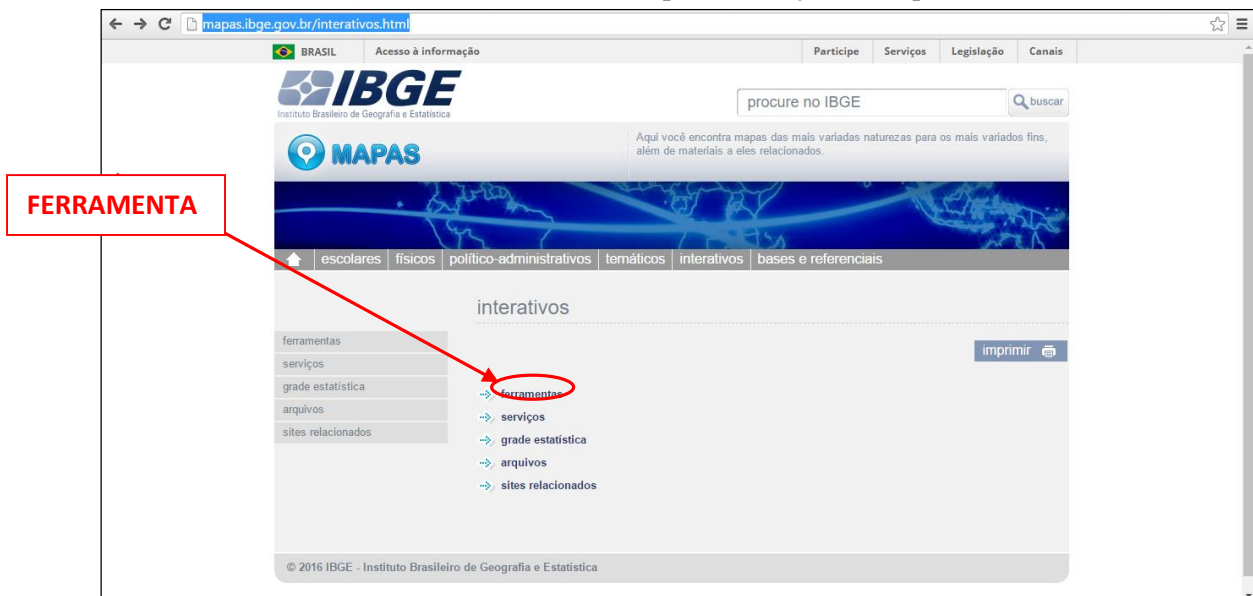 mapas.ibge.gov.br/interativos.html
BRASIL Acesso à informação Participe Serviços Legislação Canais
IBGE
Instituto Brasileiro de Geografia e Estatística
procure no IBGE buscar
MAPAS
Aqui você encontra mapas das mais variadas naturezas para os mais variados fins,
além de materiais a eles relacionados.
FERRAMENTA
escolares físicos político-administrativos temáticos interativos bases e referenciais
interativos
imprimir
ferramentas
serviços
grade estatística
arquivos
sites relacionados
ferramentas
serviços
grade estatística
arquivos
sites relacionados
© 2016 IBGE - Instituto Brasileiro de Geografia e Estatística